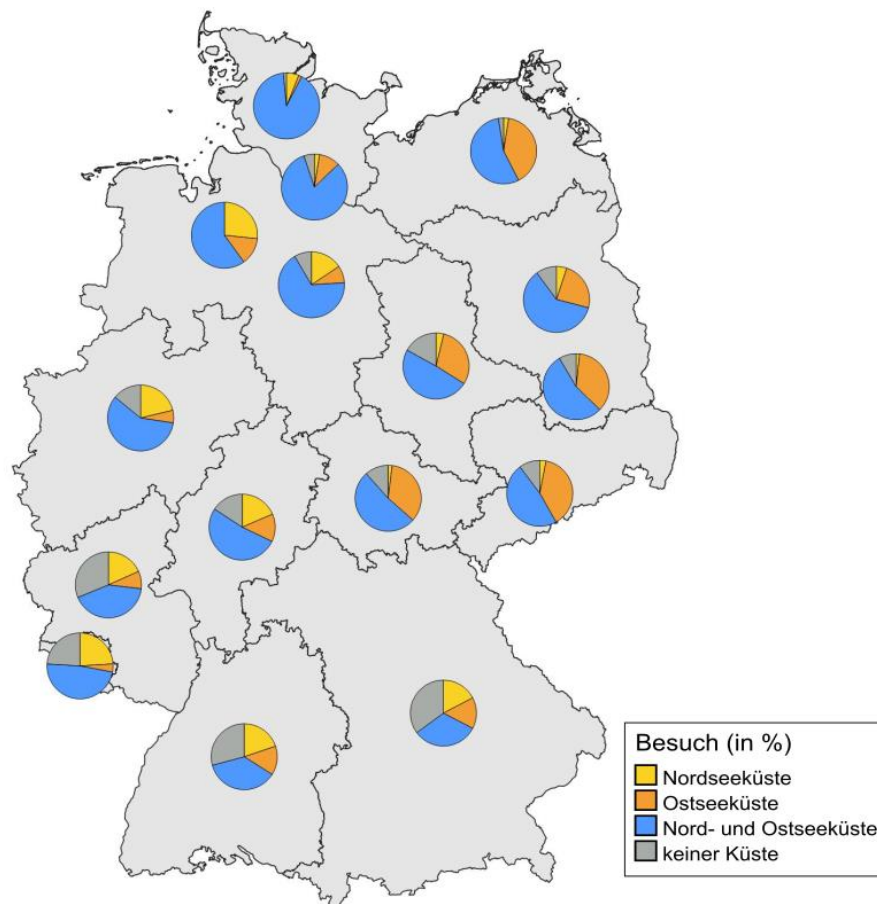 Besuch (in %)
Nordseeküste
Ostseeküste
Nord- und Ostseeküste
keiner Küste